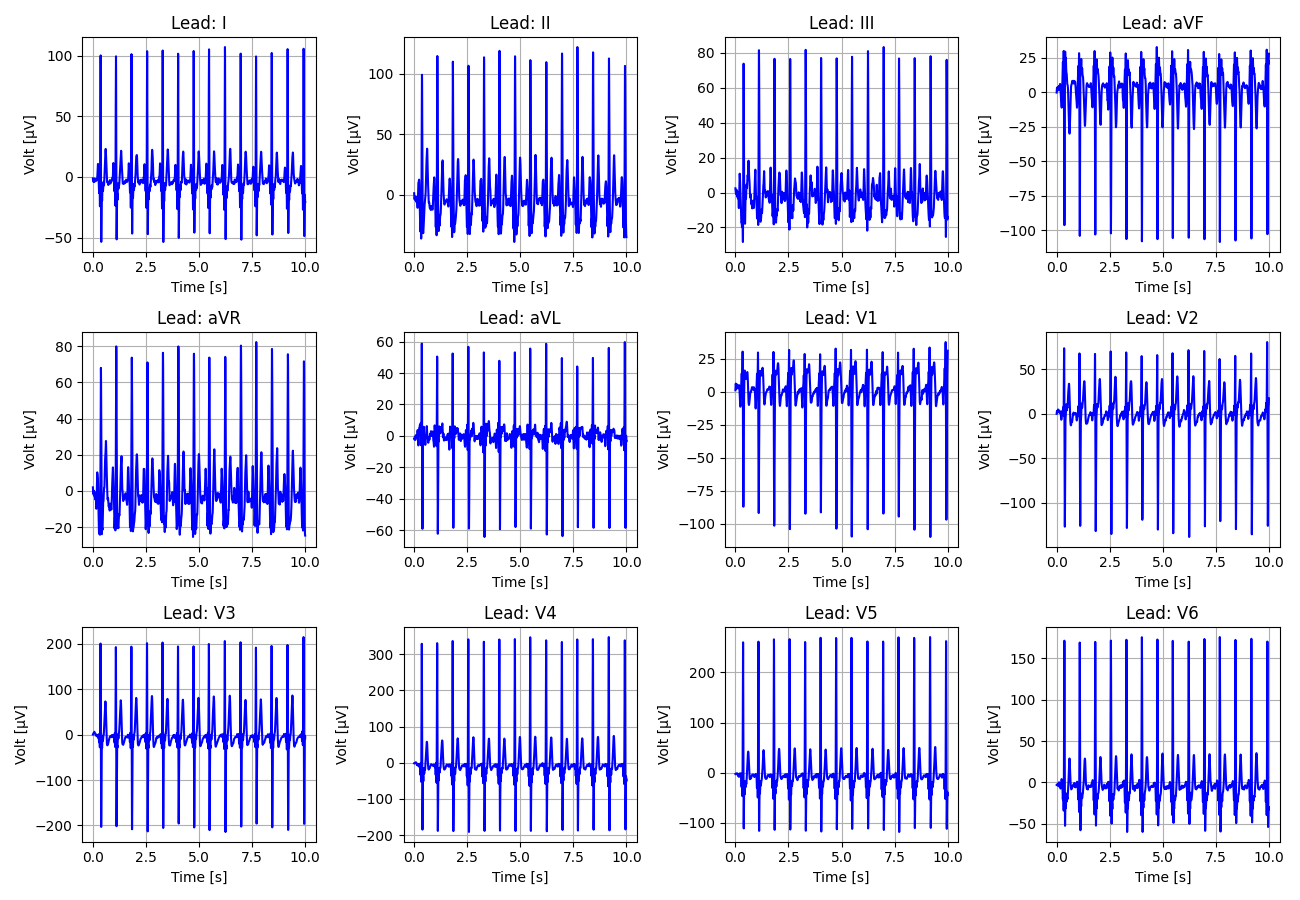 Lead: I
Volt [μV]
100
50
0
−50
0.0 2.5 5.0 7.5 10.0
Time [s]
Lead: II
Volt [μV]
100
50
0
0.0 2.5 5.0 7.5 10.0
Time [s]
Lead: III
Volt [μV]
80
60
40
20
0
−20
0.0 2.5 5.0 7.5 10.0
Time [s]
Lead: aVF
Volt [μV]
25
0
−25
−50
−75
−100
0.0 2.5 5.0 7.5 10.0
Time [s]
Lead: aVR
Volt [μV]
80
60
40
20
0
−20
0.0 2.5 5.0 7.5 10.0
Time [s]
Lead: aVL
Volt [μV]
60
40
20
0
−20
−40
−60
0.0 2.5 5.0 7.5 10.0
Time [s]
Lead: V1
Volt [μV]
25
0
−25
−50
−75
−100
0.0 2.5 5.0 7.5 10.0
Time [s]
Lead: V2
Volt [μV]
50
0
−50
−100
0.0 2.5 5.0 7.5 10.0
Time [s]
Lead: V3
Volt [μV]
200
100
0
−100
−200
0.0 2.5 5.0 7.5 10.0
Time [s]
Lead: V4
Volt [μV]
300
200
100
0
−100
−200
0.0 2.5 5.0 7.5 10.0
Time [s]
Lead: V5
Volt [μV]
200
100
0
−100
0.0 2.5 5.0 7.5 10.0
Time [s]
Lead: V6
Volt [μV]
150
100
50
0
−50
0.0 2.5 5.0 7.5 10.0
Time [s]